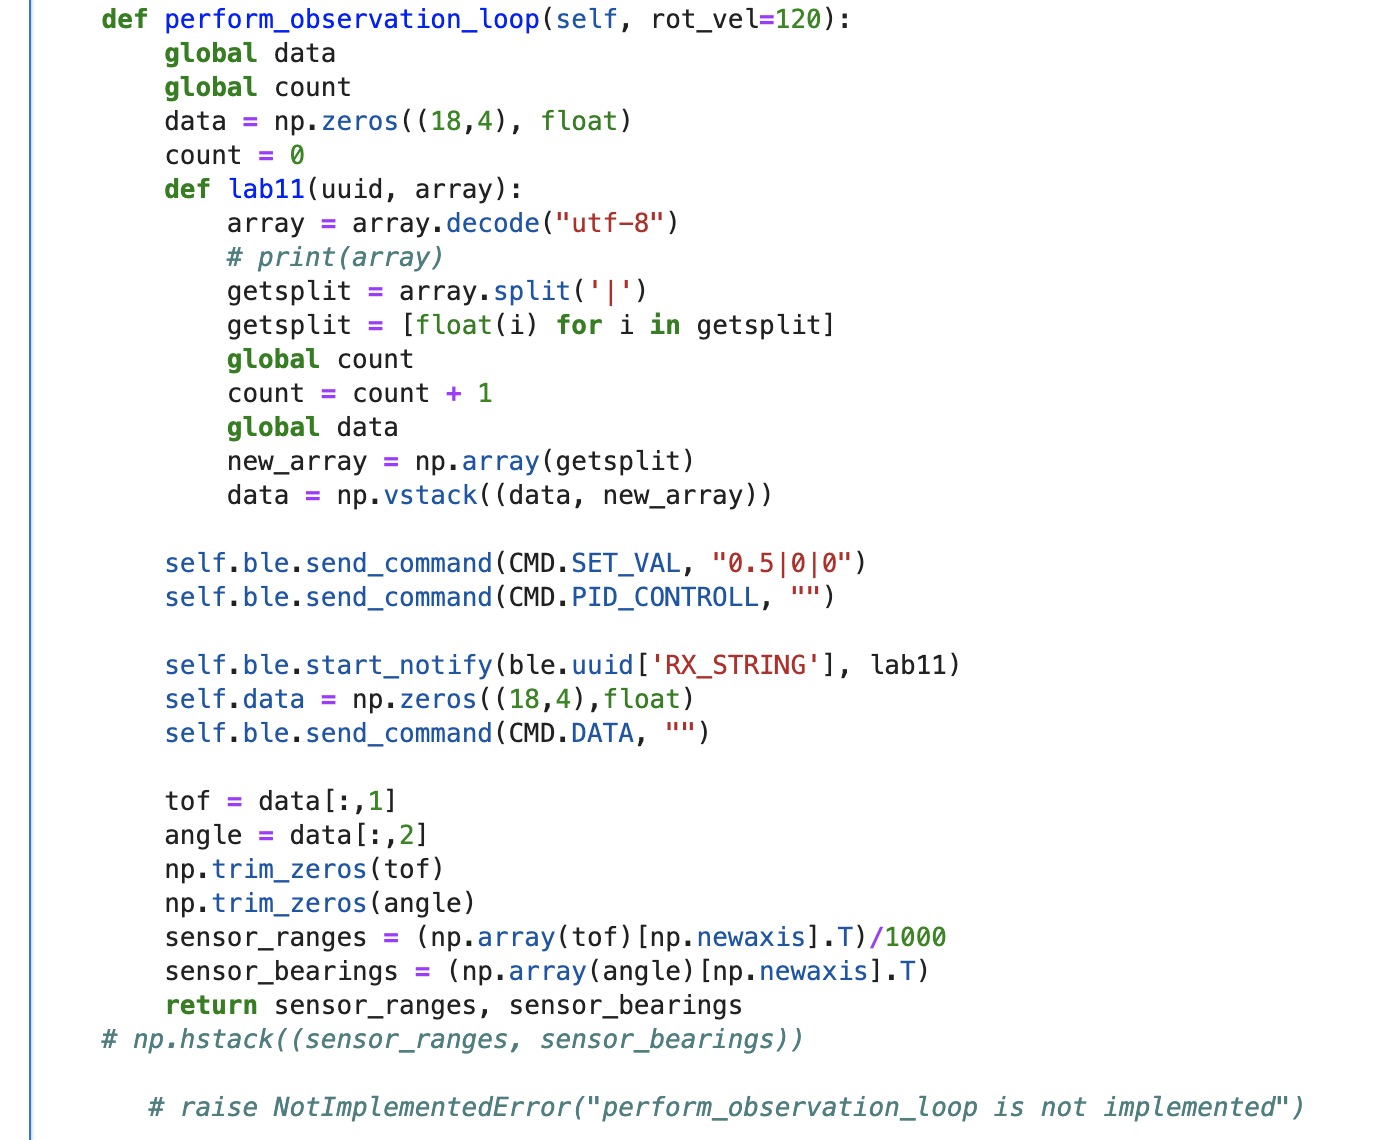 def perform_observation_loop(self, rot_vel=120):
    global data
    global count
    data = np.zeros((18,4), float)
    count = 0
    def lab11(uuid, array):
        array = array.decode("utf-8")
        # print(array)
        getsplit = array.split('|')
        getsplit = [float(i) for i in getsplit]
        global count
        count = count + 1
        global data
        new_array = np.array(getsplit)
        data = np.vstack((data, new_array))

    self.ble.send_command(CMD.SET_VAL, "0.5|0|0")
    self.ble.send_command(CMD.PID_CONTROLL, "")

    self.ble.start_notify(ble.uuid['RX_STRING'], lab11)
    self.data = np.zeros((18,4),float)
    self.ble.send_command(CMD.DATA, "")

    tof = data[:,1]
    angle = data[:,2]
    np.trim_zeros(tof)
    np.trim_zeros(angle)
    sensor_ranges = (np.array(tof)[np.newaxis].T)/1000
    sensor_bearings = (np.array(angle)[np.newaxis].T)
    return sensor_ranges, sensor_bearings
# np.hstack((sensor_ranges, sensor_bearings))

   # raise NotImplementedError("perform_observation_loop is not implemented")